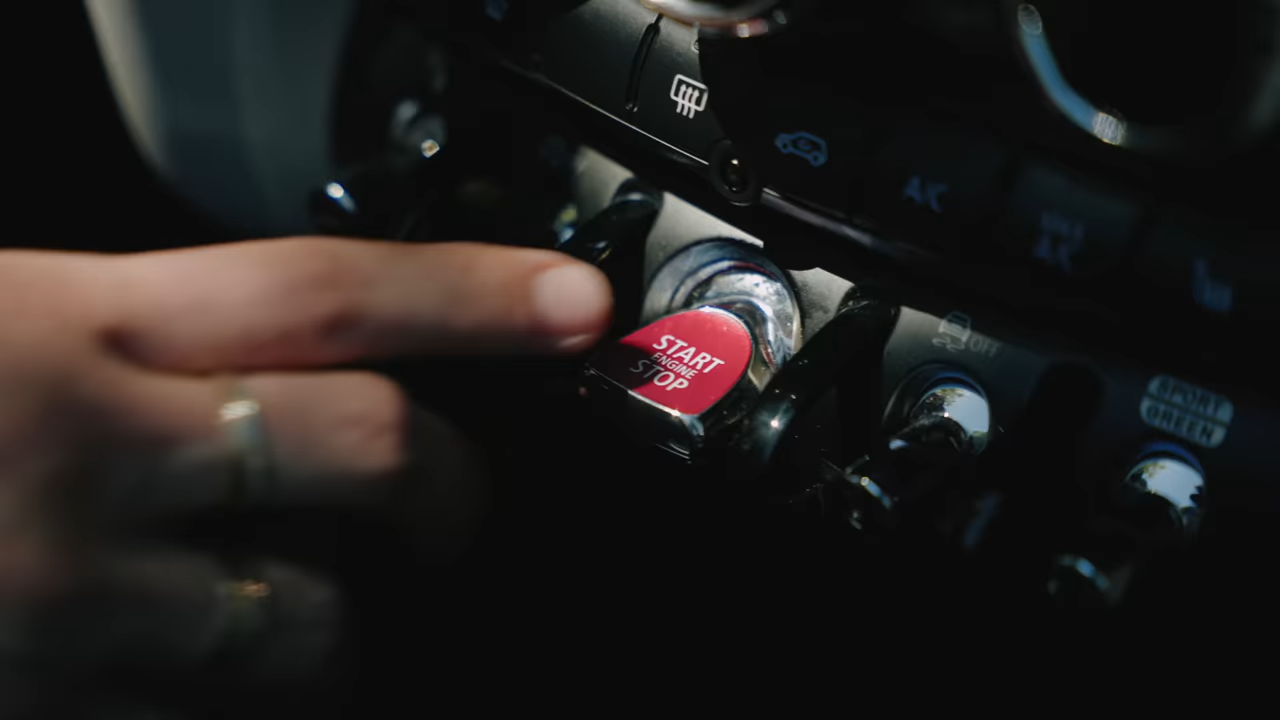 A/C
A/C
START
ENGINE
STOP
OFF
SPORT
GREEN